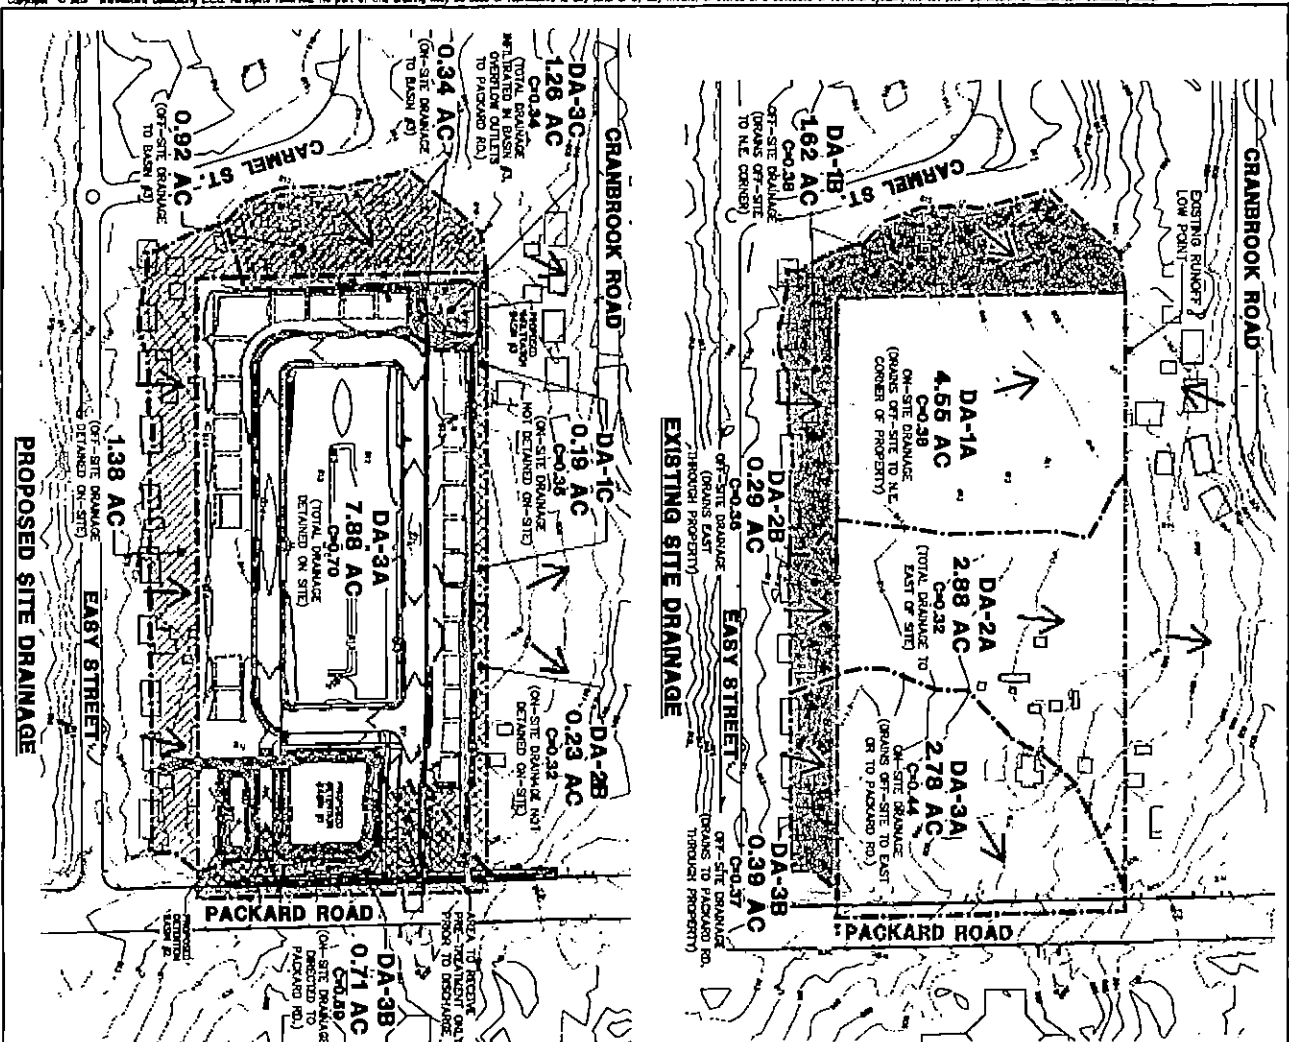 CRANBROOK ROAD
EXISTING RUNOFF
LOW POINT
CARMEL ST.
DA-1B
1.62 AC
C=0.38
OFF-SITE DRAINAGE
(DRAINS OFF-SITE
TO N.E. CORNER)
DA-1A
4.55 AC
C=0.38
ON-SITE DRAINAGE
(DRAINS OFF-SITE TO N.E.
CORNER OF PROPERTY)
DA-2A
2.88 AC
C=0.32
(TOTAL DRAINAGE TO
EAST OF SITE)
DA-2B
0.29 AC
C=0.36
OFF-SITE DRAINAGE
(DRAINS EAST
THROUGH PROPERTY)
DA-3A
2.78 AC
C=0.44
ON-SITE DRAINAGE
(DRAINS OFF-SITE TO EAST
OR TO PACKARD RD.)
DA-3B
0.39 AC
C=0.37
OFF-SITE DRAINAGE
(DRAINS TO PACKARD RD.
THROUGH PROPERTY)
EASY STREET
PACKARD ROAD
EXISTING SITE DRAINAGE
CRANBROOK ROAD
DA-3C
1.26 AC
C=0.34
(TOTAL DRAINAGE
INFILTRATED IN BASIN #3,
OVERFLOW OUTLETS
TO PACKARD RD.)
0.34 AC
(ON-SITE DRAINAGE
TO BASIN #3)
CARMEL ST.
0.92 AC
(OFF-SITE DRAINAGE
TO BASIN #3)
PROPOSED
INFILTRATION
BASIN #3
DA-1C
0.19 AC
C=0.36
(ON-SITE DRAINAGE
NOT DETAINED ON-SITE)
DA-2B
0.23 AC
C=0.32
(ON-SITE DRAINAGE NOT
DETAINED ON-SITE)
DA-3A
7.88 AC
C=0.70
(TOTAL DRAINAGE
DETAINED ON SITE)
1.38 AC
(OFF-SITE DRAINAGE
DETAINED ON-SITE)
EASY STREET
PROPOSED
DETENTION
BASIN #2
PACKARD ROAD
AREA TO RECEIVE
PRE-TREATMENT ONLY
PRIOR TO DISCHARGE
DA-3B
0.71 AC
(ON-SITE DRAINAGE
DIRECTED TO
PACKARD RD.)
PROPOSED SITE DRAINAGE